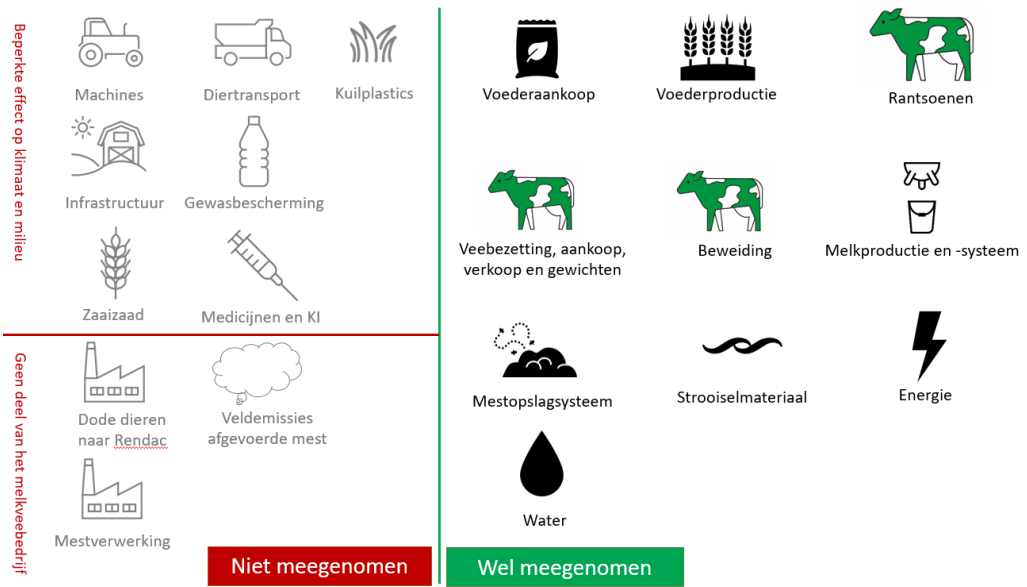 Beperkte effect op klimaat en milieu
Machines
Diertransport
Kuilplastics
Infrastructuur
Gewasbescherming
Zaaizaad
Medicijnen en KI
Geen deel van het melkveebedrijf
Dode dieren
naar Rendac
Veldemissies
afgevoerde mest
Mestverwerking
Niet meegenomen
Voederaankoop
Voederproductie
Rantsoenen
Veebezetting, aankoop,
verkoop en gewichten
Beweiding
Melkproductie en -systeem
Mestopslagsysteem
Strooiselmateriaal
Energie
Water
Wel meegenomen